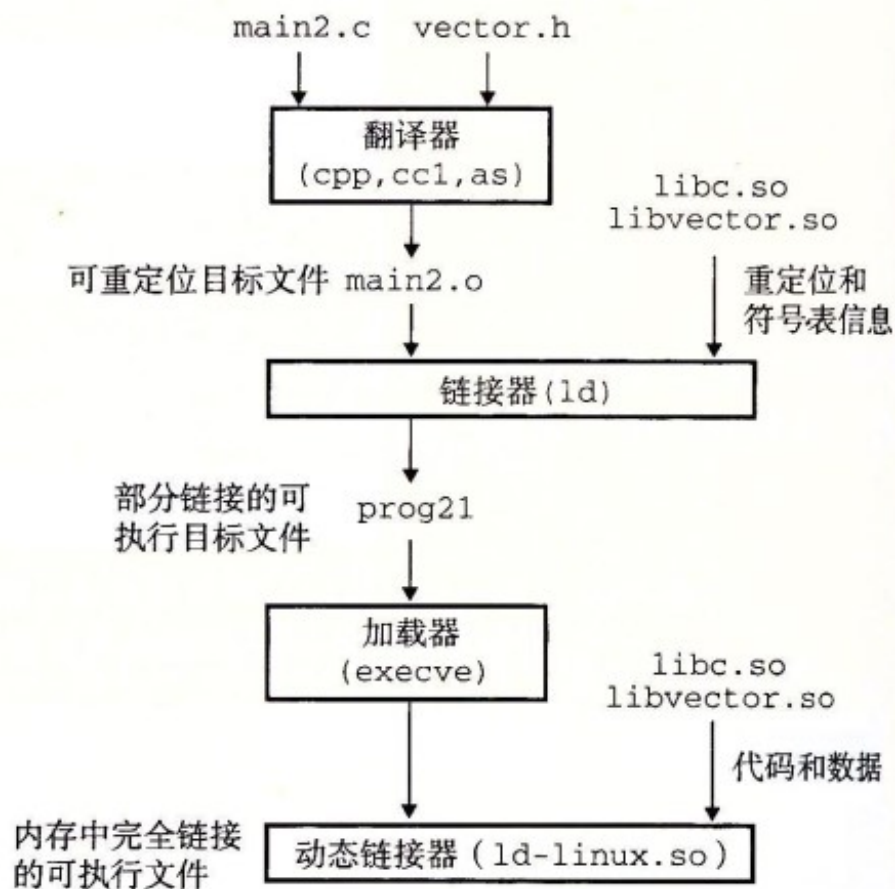 main2.c vector.h
翻译器
(cpp,cc1,as)
libc.so
libvector.so
可重定位目标文件 main2.o
重定位和
符号表信息
链接器(ld)
部分链接的可
执行目标文件
prog21
加载器
(execve)
libc.so
libvector.so
代码和数据
内存中完全链接
的可执行文件
动态链接器(ld-linux.so)